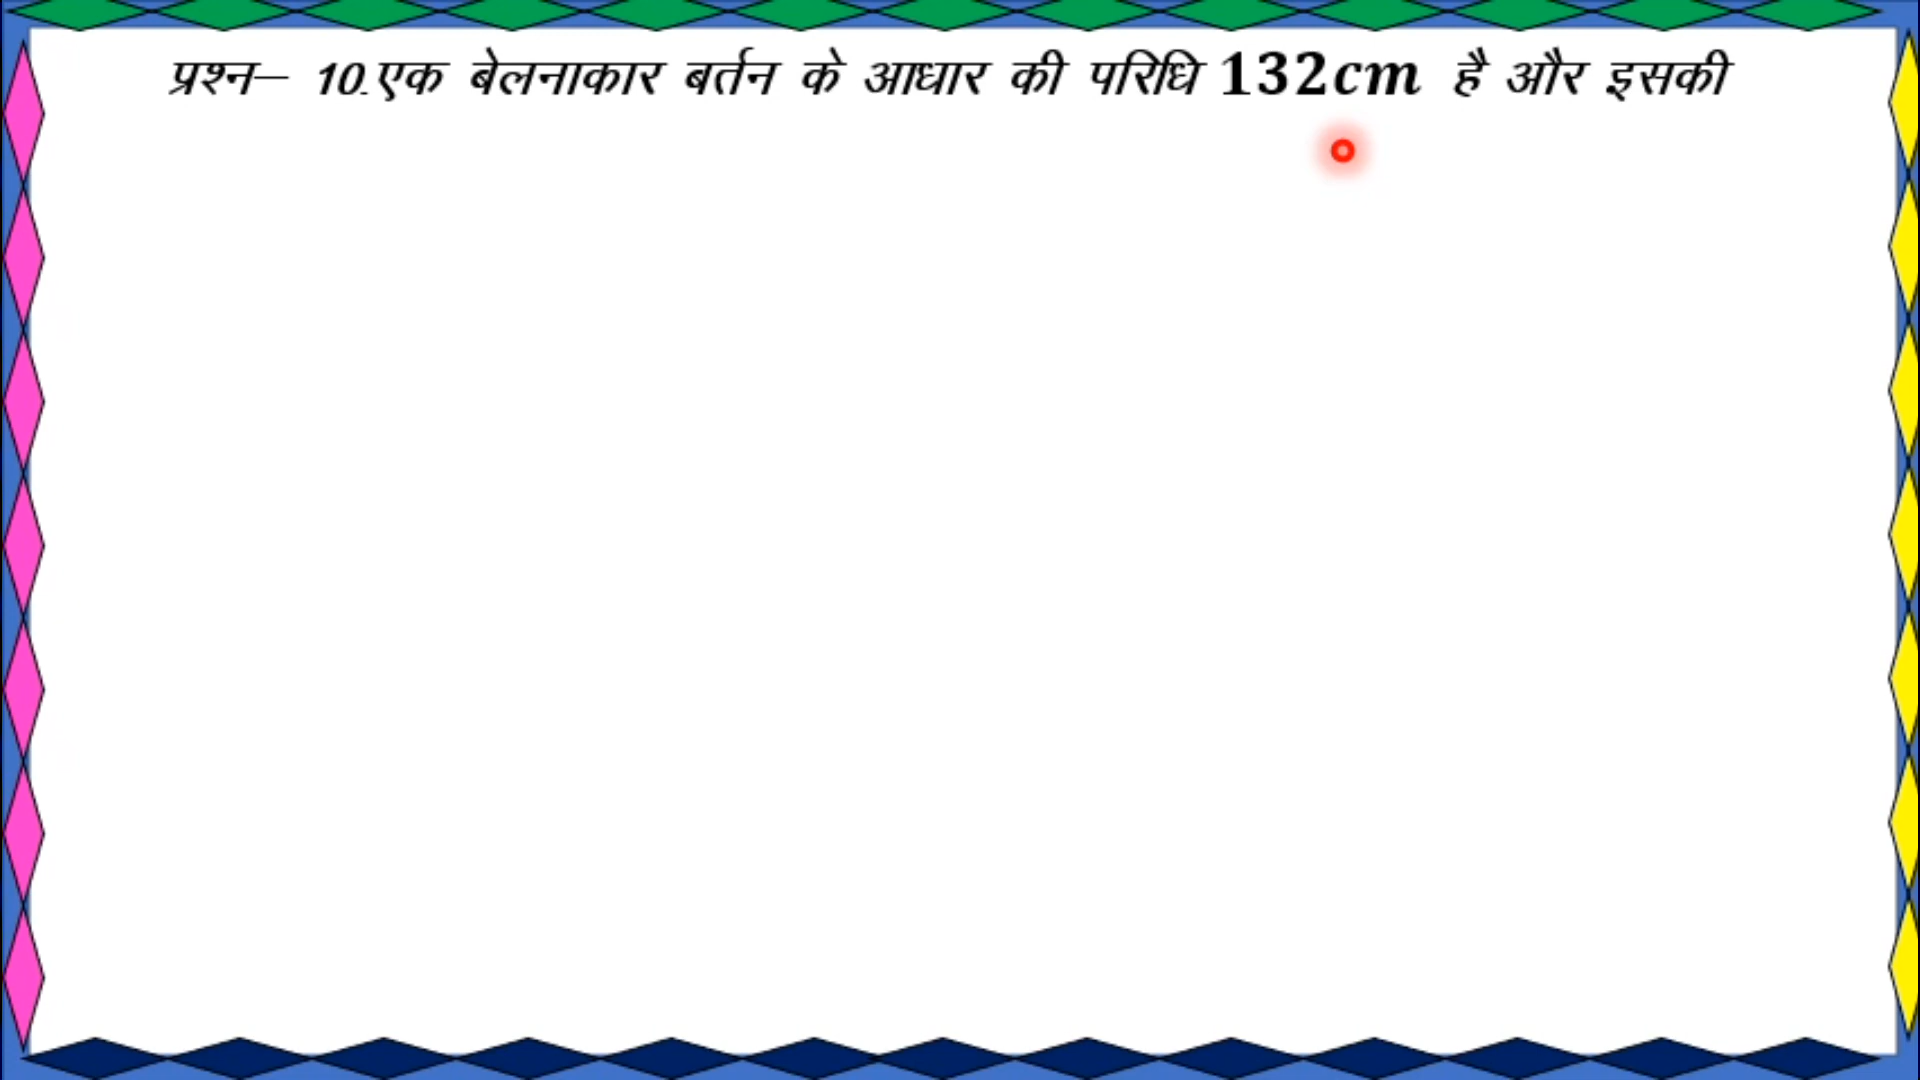 प्रश्न– 10.एक बेलनाकार बर्तन के आधार की परिधि 132cm है और इसकी